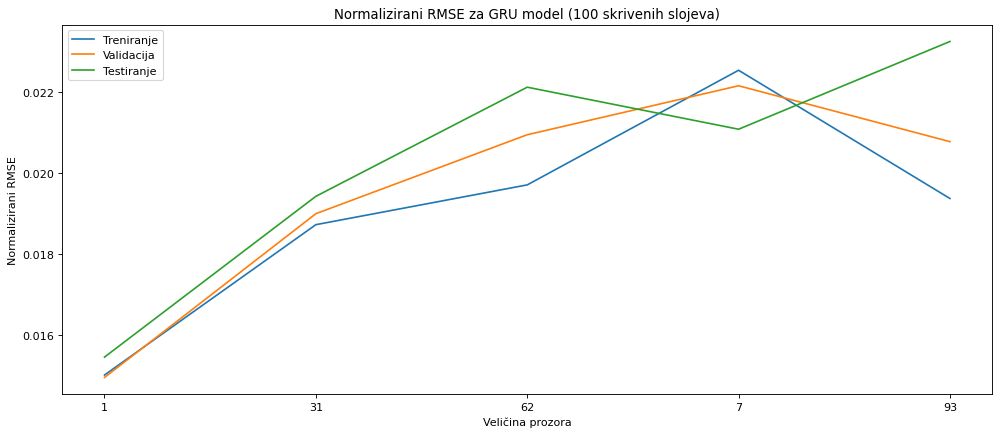 Normalizirani RMSE za GRU model (100 skrivenih slojeva)
Treniranje
Validacija
Testiranje
Normalizirani RMSE
0.022
0.020
0.018
0.016
1 31 62 7 93
Veličina prozora